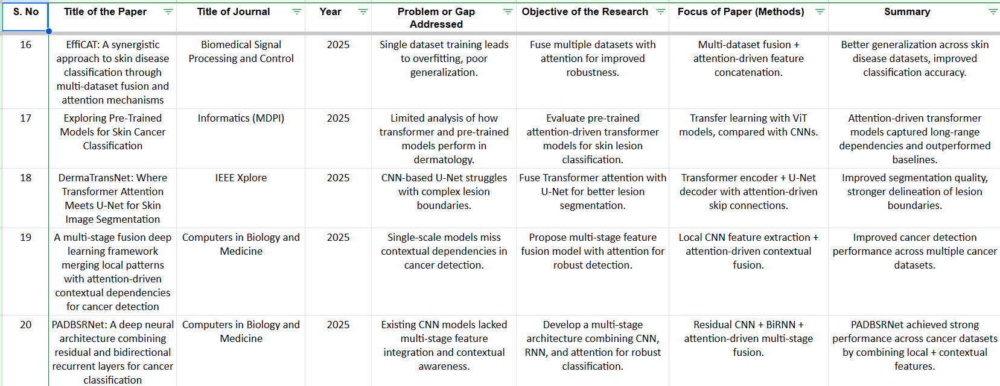 S. No
Title of the Paper
Title of Journal
Year
Problem or Gap
Addressed
Objective of the Research
Focus of Paper (Methods)
Summary
16
EffiCAT: A synergistic
approach to skin disease
classification through
multi-dataset fusion and
attention mechanisms
Biomedical Signal
Processing and Control
2025
Single dataset training leads
to overfitting, poor
generalization.
Fuse multiple datasets with
attention for improved
robustness.
Multi-dataset fusion +
attention-driven feature
concatenation.
Better generalization across skin
disease datasets, improved
classification accuracy.
17
Exploring Pre-Trained
Models for Skin Cancer
Classification
Informatics (MDPI)
2025
Limited analysis of how
transformer and pre-trained
models perform in
dermatology.
Evaluate pre-trained
attention-driven transformer
models for skin lesion
classification.
Transfer learning with ViT
models, compared with CNNs.
Attention-driven transformer
models captured long-range
dependencies and outperformed
baselines.
18
DermaTransNet: Where
Transformer Attention
Meets U-Net for Skin
Image Segmentation
IEEE Xplore
2025
CNN-based U-Net struggles
with complex lesion
boundaries.
Fuse Transformer attention with
U-Net for better lesion
segmentation.
Transformer encoder + U-Net
decoder with attention-driven
skip connections.
Improved segmentation quality,
stronger delineation of lesion
boundaries.
19
A multi-stage fusion deep
learning framework
merging local patterns
with attention-driven
contextual dependencies
for cancer detection
Computers in Biology and
Medicine
2025
Single-scale models miss
contextual dependencies in
cancer detection.
Propose multi-stage feature
fusion model with attention for
robust detection.
Local CNN feature extraction +
attention-driven contextual
fusion.
Improved cancer detection
performance across multiple cancer
datasets.
20
PADBSRNet: A deep neural
architecture combining
residual and bidirectional
recurrent layers for cancer
classification
Computers in Biology and
Medicine
2025
Existing CNN models lacked
multi-stage feature
integration and contextual
awareness.
Develop a multi-stage
architecture combining CNN,
RNN, and attention for robust
classification.
Residual CNN + BiRNN +
attention-driven multi-stage
fusion.
PADBSRNet achieved strong
performance across cancer datasets
by combining local + contextual
features.